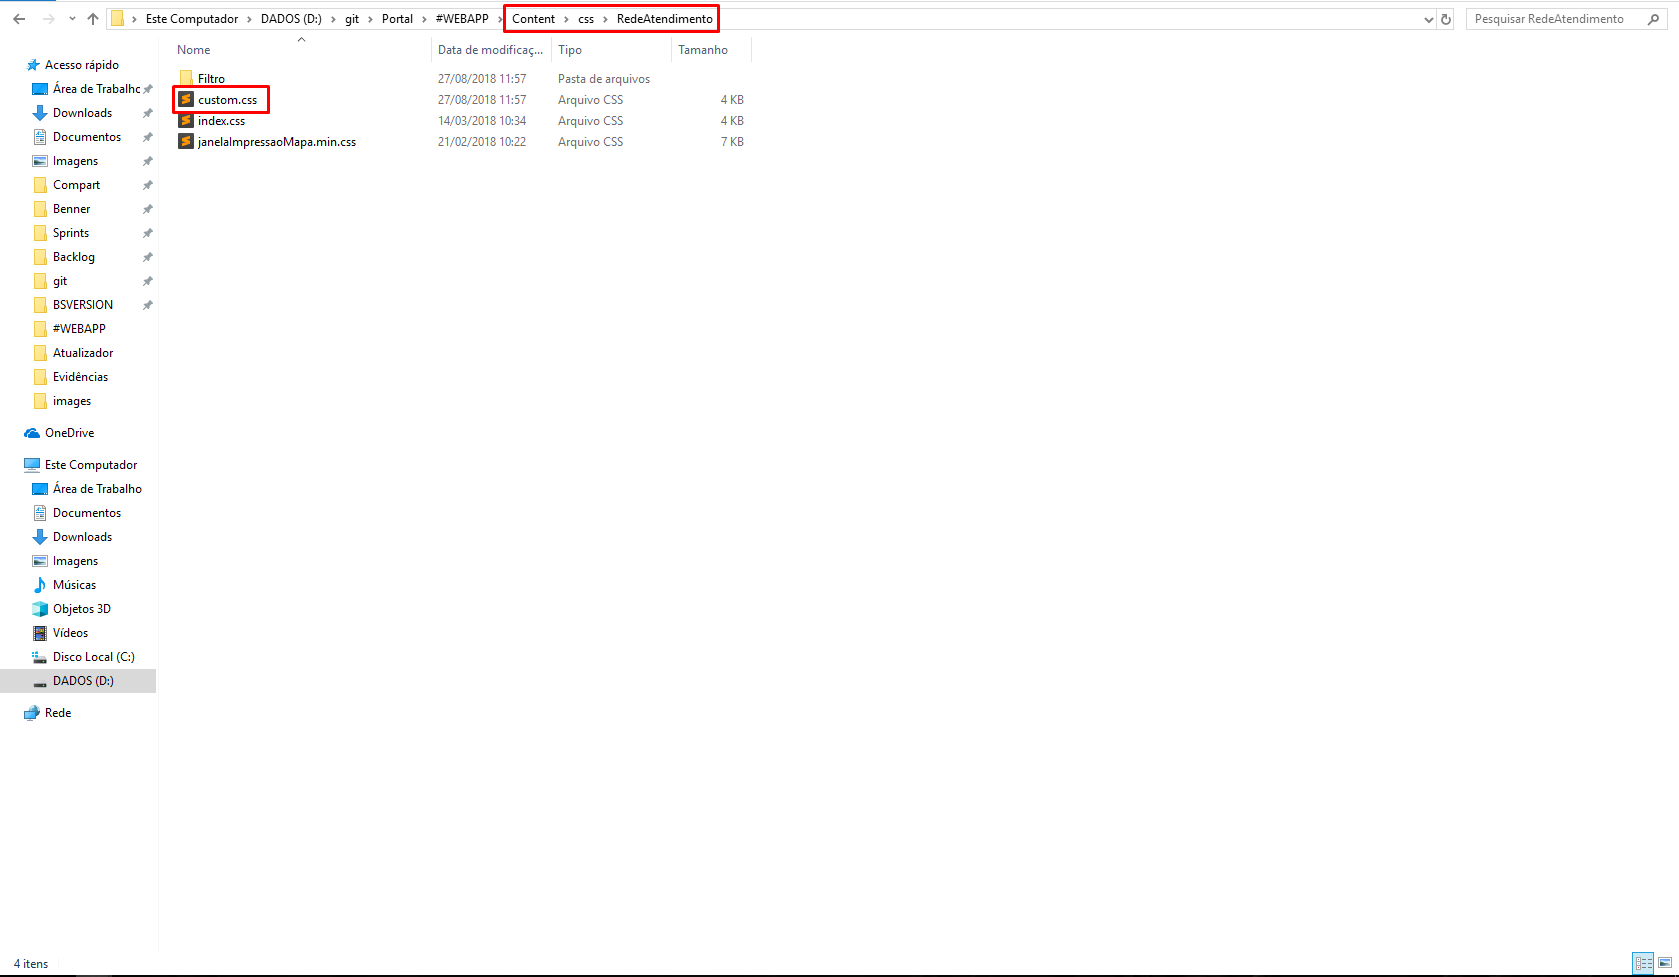 Este Computador > DADOS (D:) > git > Portal > #WEBAPP > Content > css > RedeAtendimento
Pesquisar RedeAtendimento
Nome Data de modificaç... Tipo Tamanho
Filtro 27/08/2018 11:57 Pasta de arquivos
custom.css 27/08/2018 11:57 Arquivo CSS 4 KB
index.css 14/03/2018 10:34 Arquivo CSS 4 KB
janelaImpressaoMapa.min.css 21/02/2018 10:22 Arquivo CSS 7 KB
Acesso rápido
Área de Trabalho
Downloads
Documentos
Imagens
Compart
Benner
Sprints
Backlog
git
BSVERSION
#WEBAPP
Atualizador
Evidências
images
OneDrive
Este Computador
Área de Trabalho
Documentos
Downloads
Imagens
Músicas
Objetos 3D
Vídeos
Disco Local (C:)
DADOS (D:)
Rede
4 itens